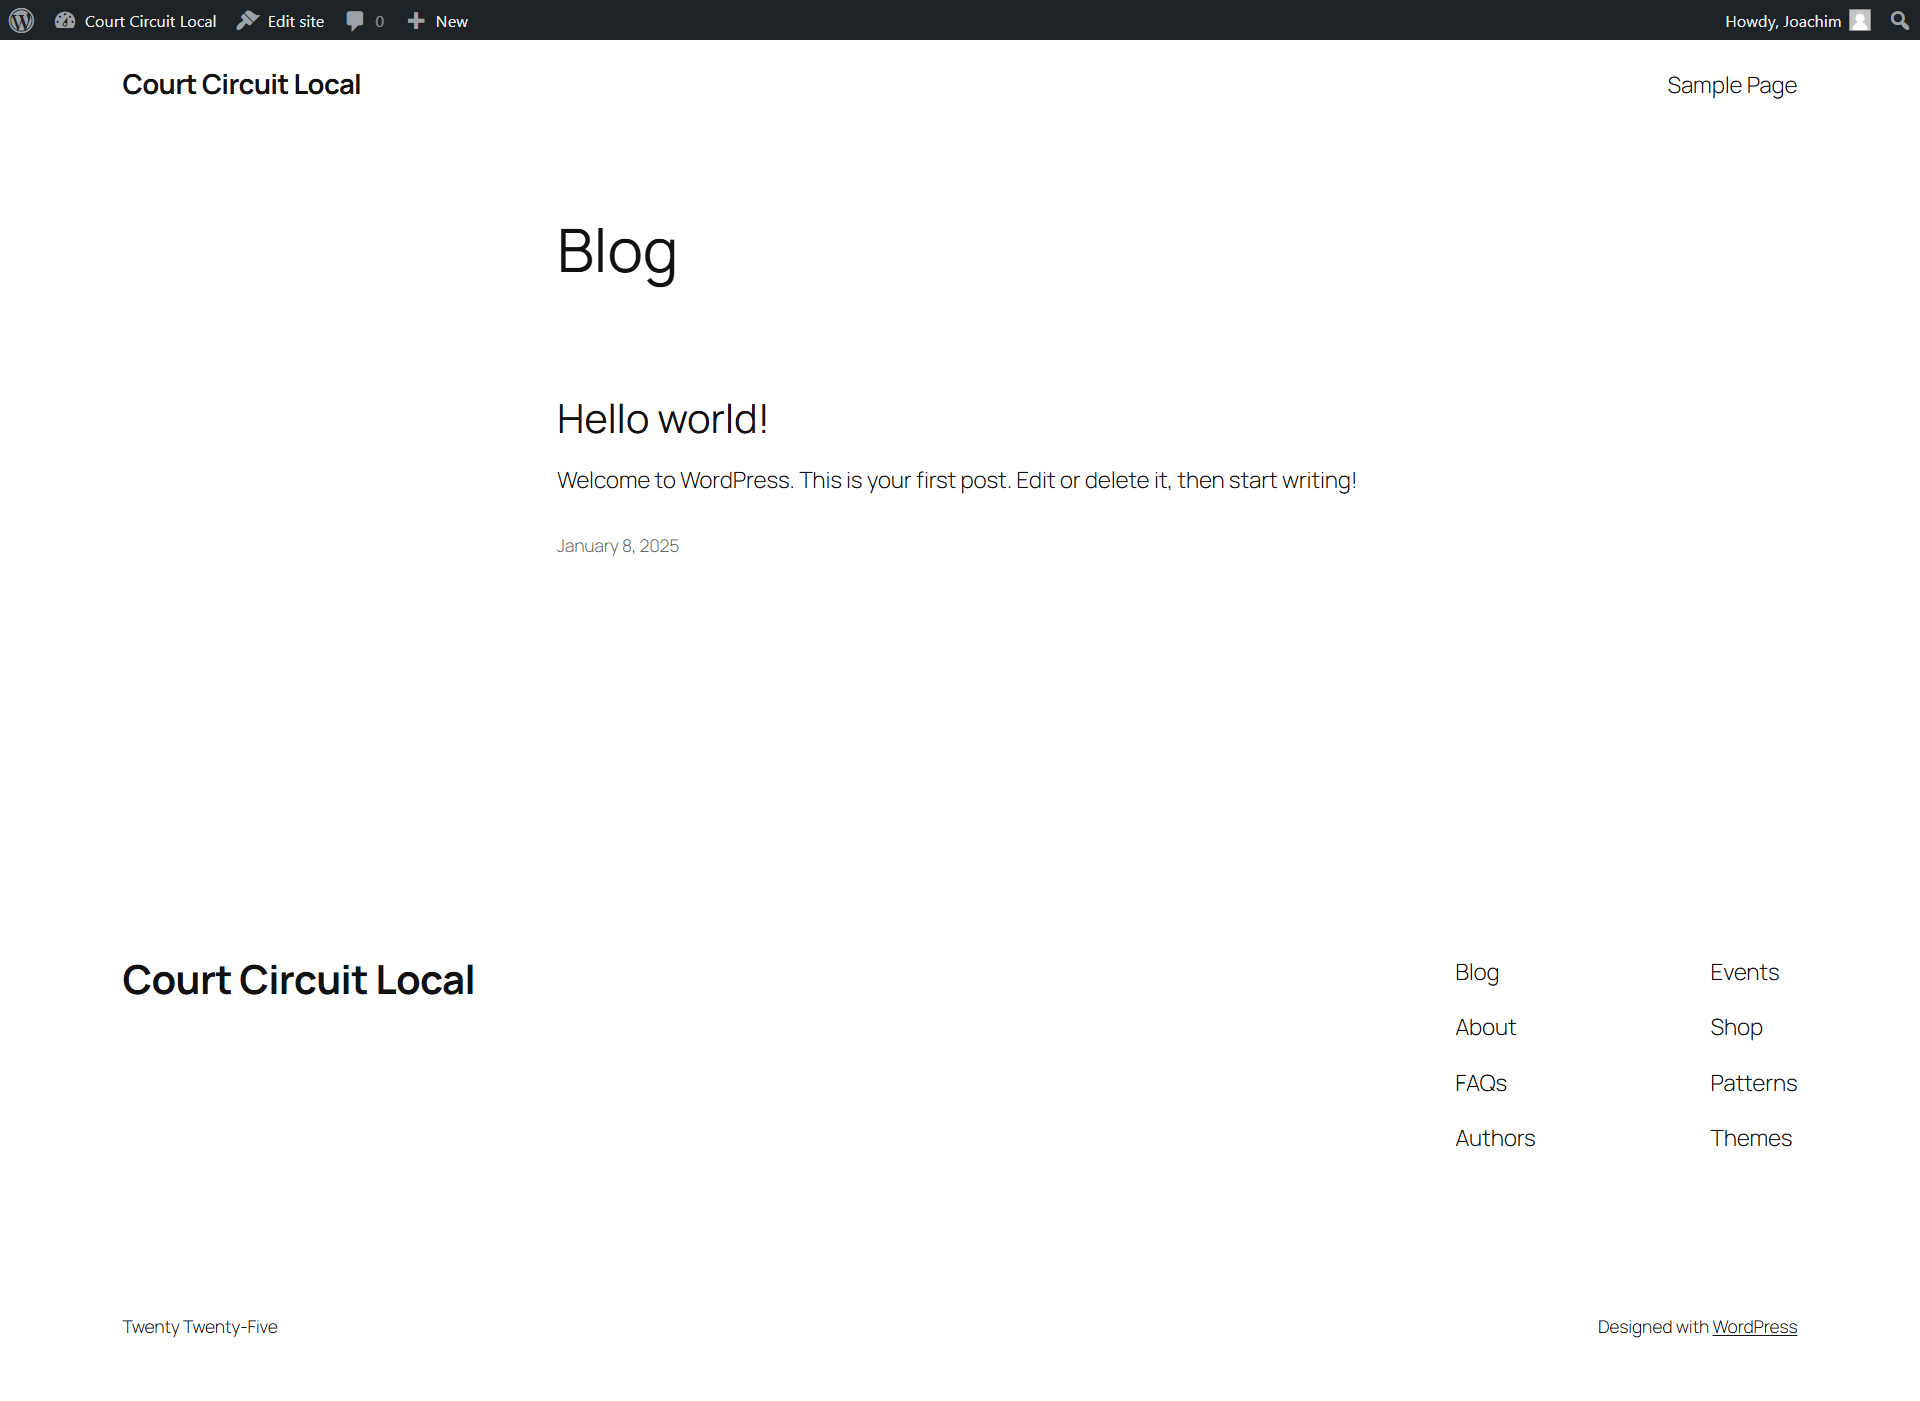 Court Circuit Local Edit site 0 New Howdy, Joachim
Court Circuit Local Sample Page
Blog
Hello world!
Welcome to WordPress. This is your first post. Edit or delete it, then start writing!
January 8, 2025
Court Circuit Local
Blog Events
About Shop
FAQs Patterns
Authors Themes
Twenty Twenty-Five Designed with WordPress